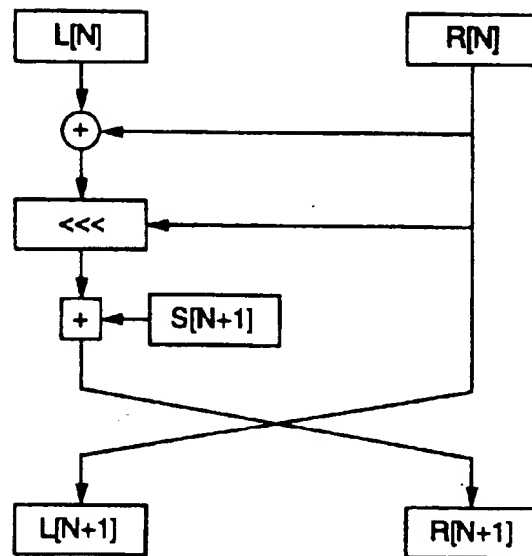 L[N]
R[N]
+
<<<
+
S[N+1]
L[N+1]
R[N+1]